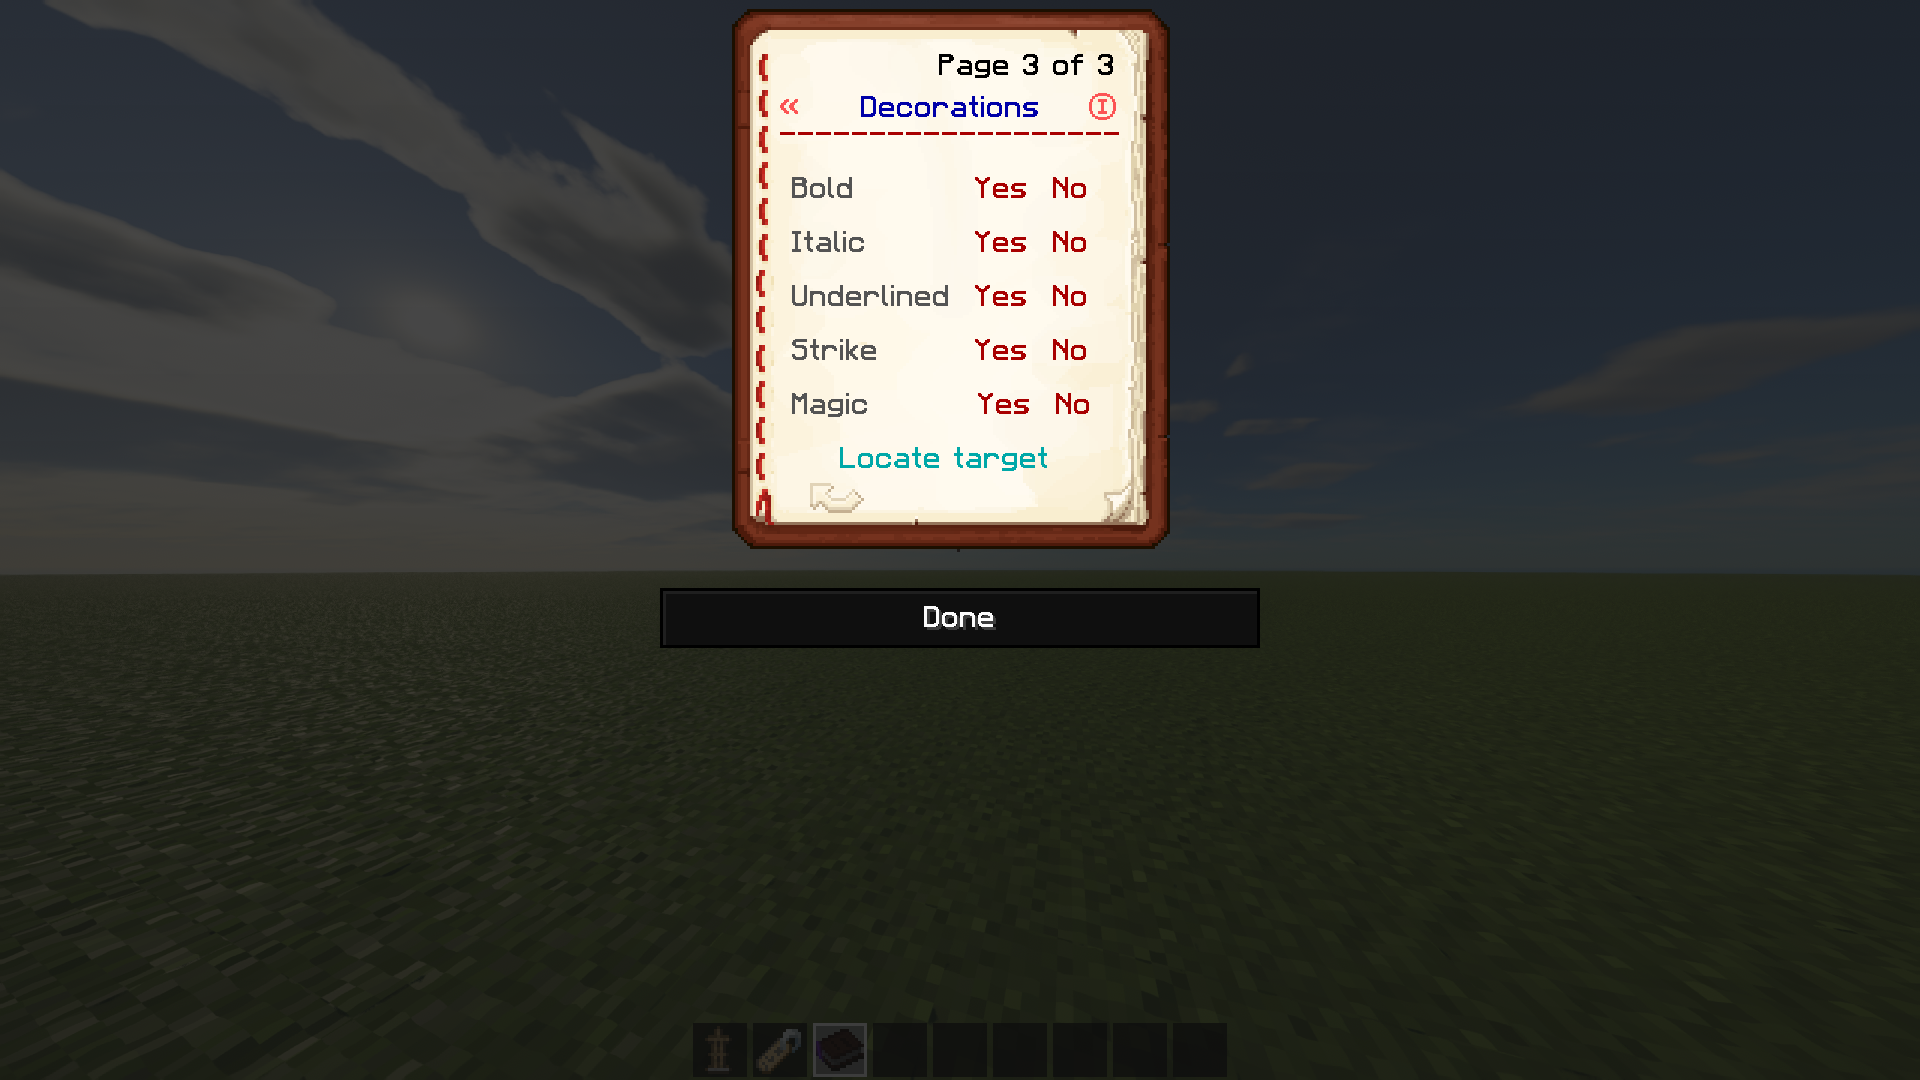 Page 3 of 3
« Decorations Ⓘ
Bold Yes No
Italic Yes No
Underlined Yes No
Strike Yes No
Magic Yes No
Locate target
Done